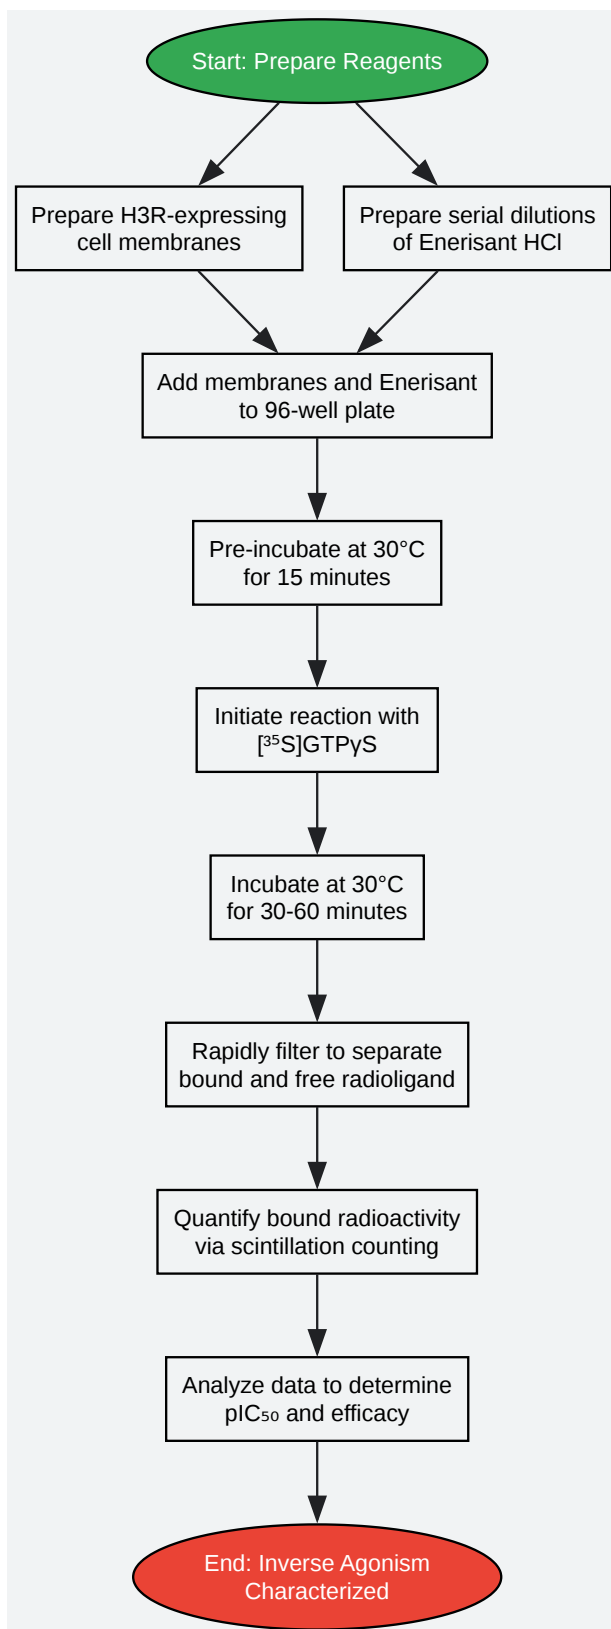 Start: Prepare Reagents
Prepare H3R-expressing
cell membranes
Prepare serial dilutions
of Enerisant HCl
Add membranes and Enerisant
to 96-well plate
Pre-incubate at 30°C
for 15 minutes
Initiate reaction with
[³⁵S]GTPγS
Incubate at 30°C
for 30-60 minutes
Rapidly filter to separate
bound and free radioligand
Quantify bound radioactivity
via scintillation counting
Analyze data to determine
pIC₅₀ and efficacy
End: Inverse Agonism
Characterized